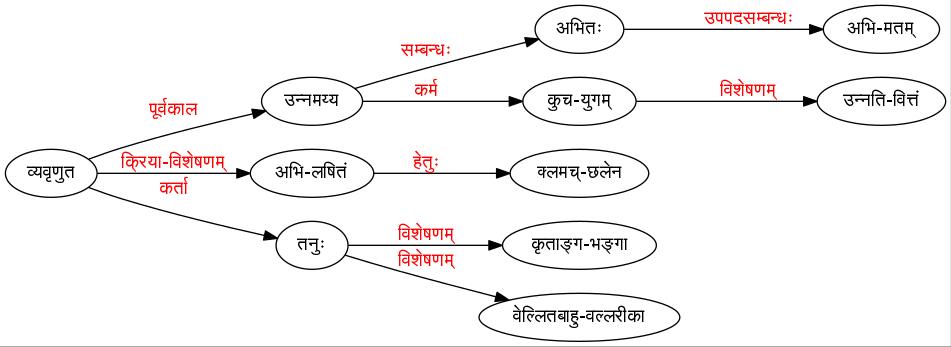 उपपदसम्बन्धः
अभितः अभि-मतम्
सम्बन्धः
कर्म विशेषणम्
उन्नमय्य कुच-युगम् उन्नति-वित्तं
पूर्वकाल
क्रिया-विशेषणम् हेतुः
व्यवृणुत अभि-लषितं क्लमच्-छलेन
कर्ता
विशेषणम्
तनुः कृताङ्ग-भङ्गा
विशेषणम्
वेल्लितबाहु-वल्लरीका